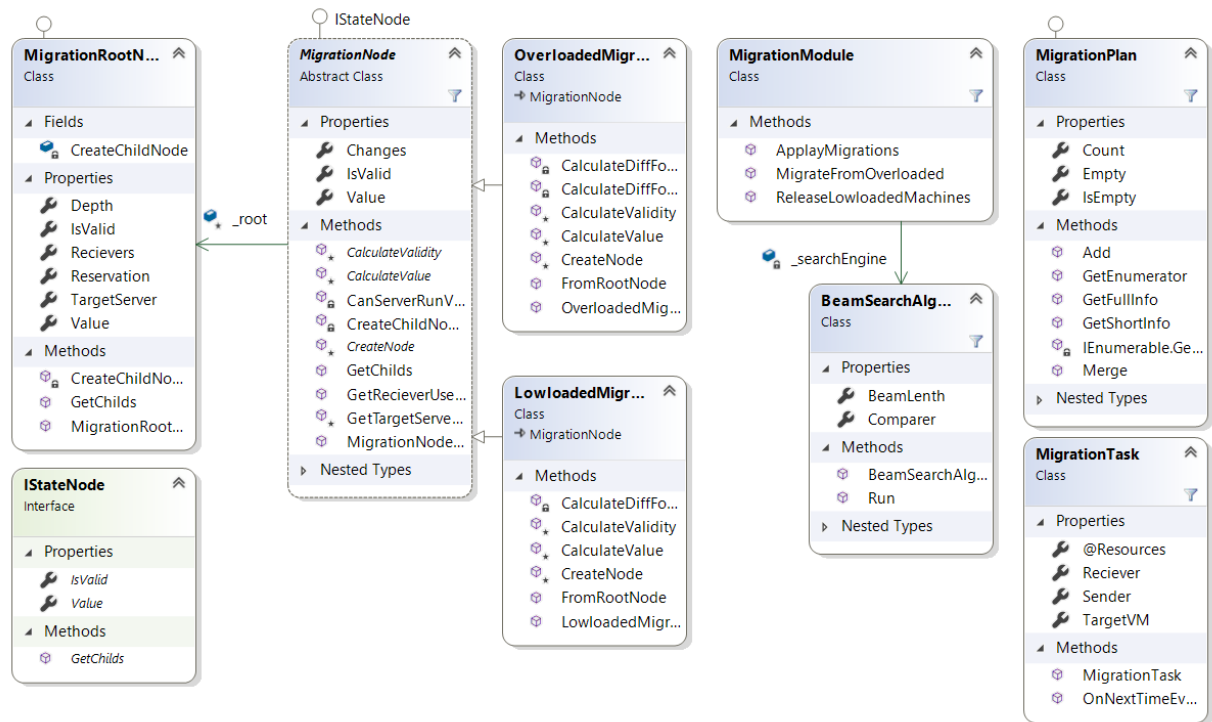 MigrationRootN...
Class
Fields
CreateChildNode
Properties
Depth
IsValid
Recievers
Reservation
TargetServer
Value
Methods
CreateChildNo...
GetChilds
MigrationRoot...
IStateNode
Interface
Properties
IsValid
Value
Methods
GetChilds
_root
IStateNode
MigrationNode
Abstract Class
Properties
Changes
IsValid
Value
Methods
CalculateValidity
CalculateValue
CanServerRunV...
CreateChildNo...
CreateNode
GetChilds
GetRecieverUse...
GetTargetServe...
MigrationNode...
Nested Types
OverloadedMigr...
Class
MigrationNode
Methods
CalculateDiffFo...
CalculateDiffFo...
CalculateValidity
CalculateValue
CreateNode
FromRootNode
OverloadedMig...
LowloadedMigr...
Class
MigrationNode
Methods
CalculateDiffFo...
CalculateValidity
CalculateValue
CreateNode
FromRootNode
LowloadedMigr...
MigrationModule
Class
Methods
ApplayMigrations
MigrateFromOverloaded
ReleaseLowloadedMachines
_searchEngine
BeamSearchAlg...
Class
Properties
BeamLenth
Comparer
Methods
BeamSearchAlg...
Run
Nested Types
MigrationPlan
Class
Properties
Count
Empty
IsEmpty
Methods
Add
GetEnumerator
GetFullInfo
GetShortInfo
IEnumerable.Ge...
Merge
Nested Types
MigrationTask
Class
Properties
@Resources
Reciever
Sender
TargetVM
Methods
MigrationTask
OnNextTimeEv...